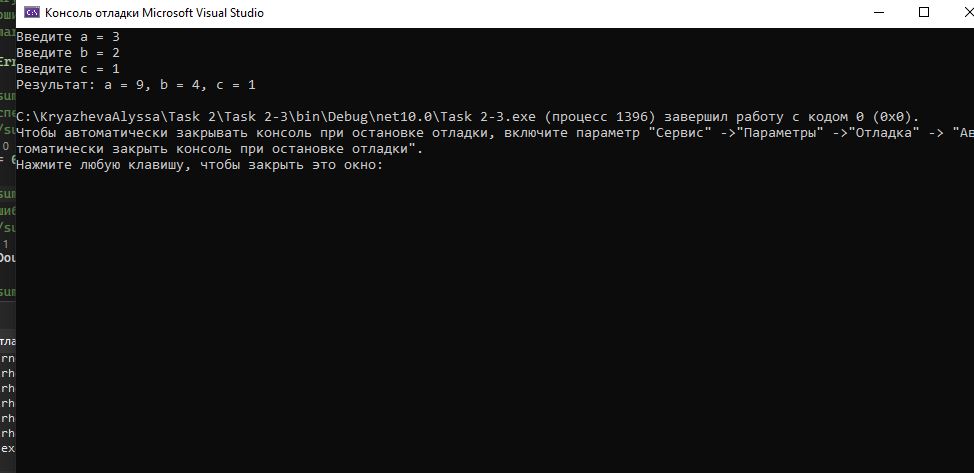 Консоль отладки Microsoft Visual Studio
Введите a = 3
Введите b = 2
Введите c = 1
Результат: a = 9, b = 4, c = 1
C:\KryazhevaAlyssa\Task 2\Task 2-3\bin\Debug\net10.0\Task 2-3.exe (процесс 1396) завершил работу с кодом 0 (0x0).
Чтобы автоматически закрывать консоль при остановке отладки, включите параметр "Сервис" ->"Параметры" ->"Отладка" -> "Ав
томатически закрыть консоль при остановке отладки".
Нажмите любую клавишу, чтобы закрыть это окно: